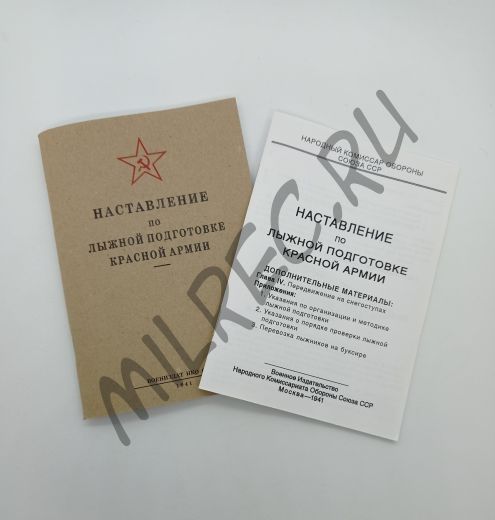 НАСТАВЛЕНИЕ
ПО
ЛЫЖНОЙ ПОДГОТОВКЕ
КРАСНОЙ АРМИИ
ВОЕНИЗДАТ НКО
1941
НАРОДНЫЙ КОМИССАР ОБОРОНЫ
СОЮЗА ССР
НАСТАВЛЕНИЕ
ПО
ЛЫЖНОЙ ПОДГОТОВКЕ
КРАСНОЙ АРМИИ
ДОПОЛНИТЕЛЬНЫЕ МАТЕРИАЛЫ:
Глава IV. Передвижение на снегоступах
Приложения:
1. Указания по организации и методике
лыжной подготовки
2. Указания о порядке проверки лыжной
подготовки
3. Перевозка лыжников на буксире
Военное Издательство
Народного Комиссариата Обороны Союза ССР
Москва—1941
MILREC.RU